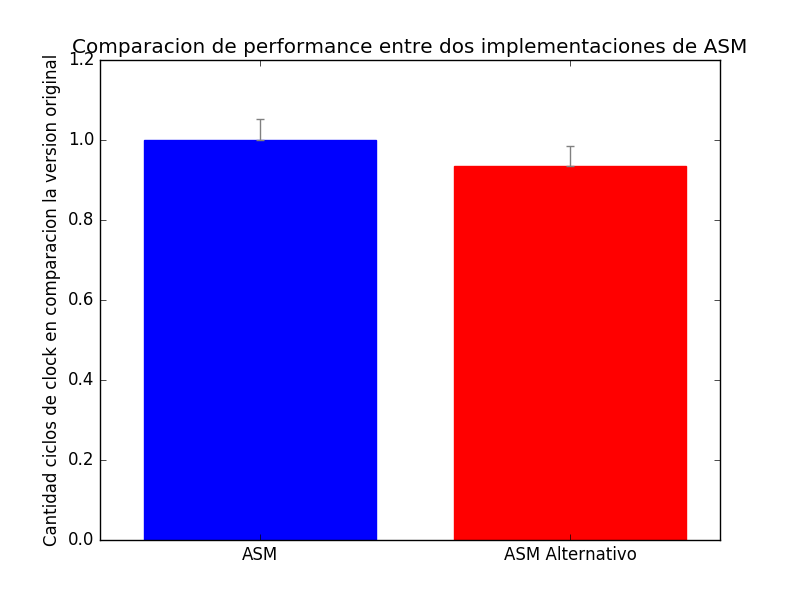 Comparacion de performance entre dos implementaciones de ASM
Cantidad ciclos de clock en comparacion la version original
1.2
1.0
0.8
0.6
0.4
0.2
0.0
ASM
ASM Alternativo